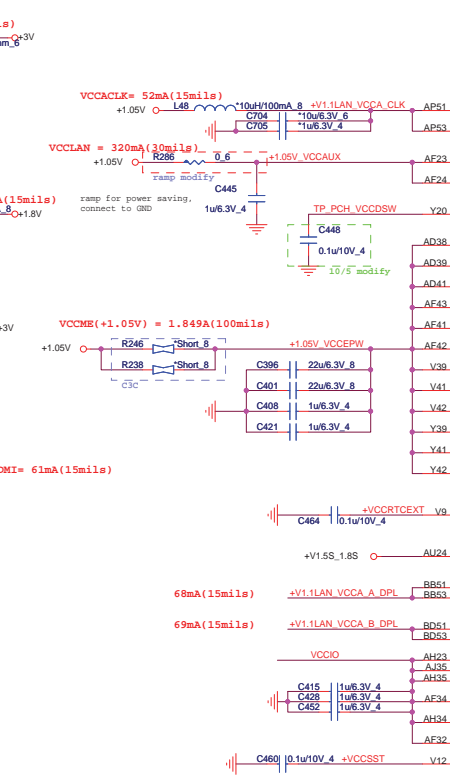 s)
+3V
nm_6
VCCACLK= 52mA(15mils)
+1.05V L48 *10uH/100mA_8 +V1.1LAN_VCCA_CLK AP51
C704 *10u/6.3V_6
C705 *1u/6.3V_4 AP53
VCCLAN = 320mA(30mils)
+1.05V R286 0_6 +1.05V_VCCAUX AF23
ramp modify AF24
C445
1u/6.3V_4
A(15mils)
_8 +1.8V
ramp for power saving,
connect to GND
TP_PCH_VCCDSW Y20
C448
0.1u/10V_4
10/5 modify
AD38
AD39
AD41
AF43
+3V
VCCME(+1.05V) = 1.849A(100mils)
AF41
+1.05V R246 *Short_8 +1.05V_VCCEPW AF42
R238 *Short_8
C3C
C396 22u/6.3V_8 V39
C401 22u/6.3V_8 V41
C408 1u/6.3V_4 V42
C421 1u/6.3V_4 Y39
Y41
DMI= 61mA(15mils)
Y42
C464 0.1u/10V_4 +VCCRTCEXT V9
+V1.5S_1.8S AU24
68mA(15mils) +V1.1LAN_VCCA_A_DPL BB51
BB53
69mA(15mils) +V1.1LAN_VCCA_B_DPL BD51
BD53
VCCIO AH23
AJ35
AH35
C415 1u/6.3V_4
C428 1u/6.3V_4 AF34
C452 1u/6.3V_4
AH34
AF32
C460 0.1u/10V_4 +VCCSST V12